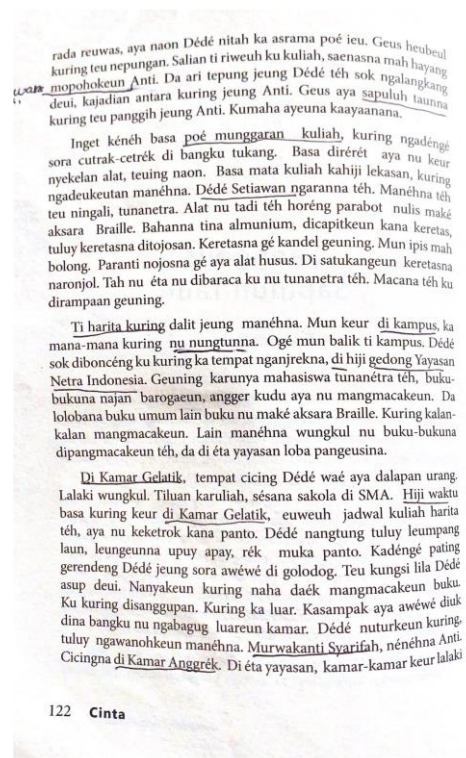 rada reuwas, aya naon Dédé nitah ka asrama poé ieu. Geus heubeul
kuring teu nepungan. Salian ti riweuh ku kuliah, saenasna mah hayang
mopohokeun Anti. Da ari tepung jeung Dédé téh sok ngalangkang
deui, kajadian antara kuring jeung Anti. Geus aya sapuluh taunna
kuring teu panggih jeung Anti. Kumaha ayeuna kaayaanana.
Inget kénéh basa poé munggaran kuliah, kuring ngadéngé
sora cutrak-cetrék di bangku tukang. Basa dirérét aya nu keur
nyekelan alat, teuing naon. Basa mata kuliah kahiji lekasan, kuring
ngadeukeutan manéhna. Dédé Setiawan ngaranna téh. Manéhna téh
teu ningali, tunanetra. Alat nu tadi téh horéng parabot nulis maké
aksara Braille. Bahanna tina almunium, dicapitkeun kana keretas,
tuluy keretasna ditojosan. Keretasna gé kandel geuning. Mun ipis mah
bolong. Paranti nojosna gé aya alat husus. Di satukangeun keretasna
naronjol. Tah nu éta nu dibaraca ku nu tunanetra téh. Macana téh ku
dirampaan geuning.
Ti harita kuring dalit jeung manéhna. Mun keur di kampus, ka
mana-mana kuring nu nungtunna. Ogé mun balik ti kampus. Dédé
sok diboncéng ku kuring ka tempat nganjrekna, di hiji gedong Yayasan
Netra Indonesia. Geuning karunya mahasiswa tunanétra téh, buku-
bukuna najan barogaeun, angger kudu aya nu mangmacakeun. Da
lolobana buku umum lain buku nu maké aksara Braille. Kuring kalan-
kalan mangmacakeun. Lain manéhna wungkul nu buku-bukuna
dipangmacakeun téh, da di éta yayasan loba pangeusina.
Di Kamar Gelatik, tempat cicing Dédé waé aya dalapan urang.
Lalaki wungkul. Tiluan karuliah, sésana sakola di SMA. Hiji waktu
basa kuring keur di Kamar Gelatik, euweuh jadwal kuliah harita
téh, aya nu keketrok kana panto. Dédé nangtung tuluy leumpang
laun, leungeunna upuy apay, rék muka panto. Kadéngé pating
gerendeng Dédé jeung sora awéwé di golodog. Teu kungsi lila Dédé
asup deui. Nanyakeun kuring naha daék mangmacakeun buku.
Ku kuring disanggupan. Kuring ka luar. Kasampak aya awéwé diuk
dina bangku nu ngabagug luareun kamar. Dédé nuturkeun kuring,
tuluy ngawanohkeun manéhna. Murwakanti Syarifah, nénéhna Anti.
Cicingna di Kamar Anggrék. Di éta yayasan, kamar-kamar keur lalaki
122 Cinta